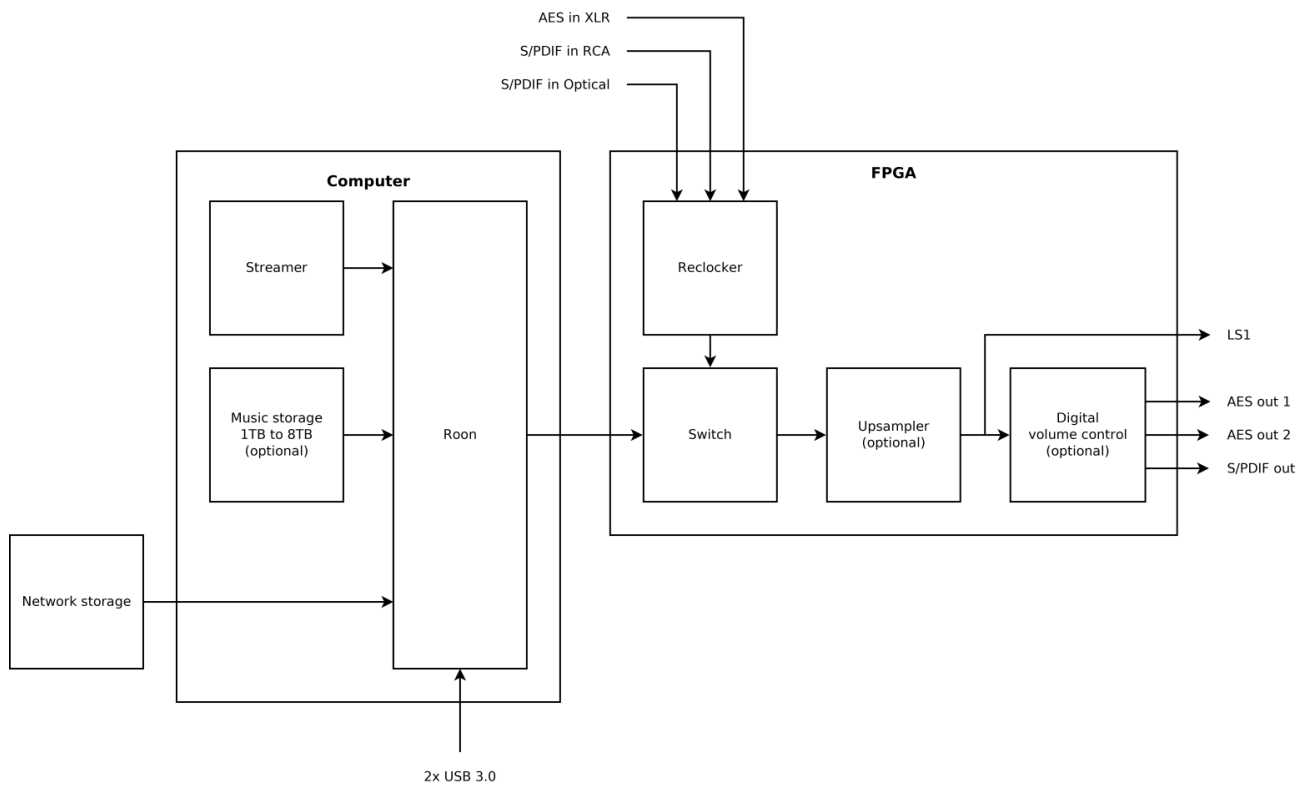 AES in XLR
S/PDIF in RCA
S/PDIF in Optical
Computer
FPGA
Streamer
Reclocker
LS1
Music storage
1TB to 8TB
(optional)
Roon
Switch
Upsampler
(optional)
Digital
volume control
(optional)
AES out 1
AES out 2
S/PDIF out
Network storage
2x USB 3.0